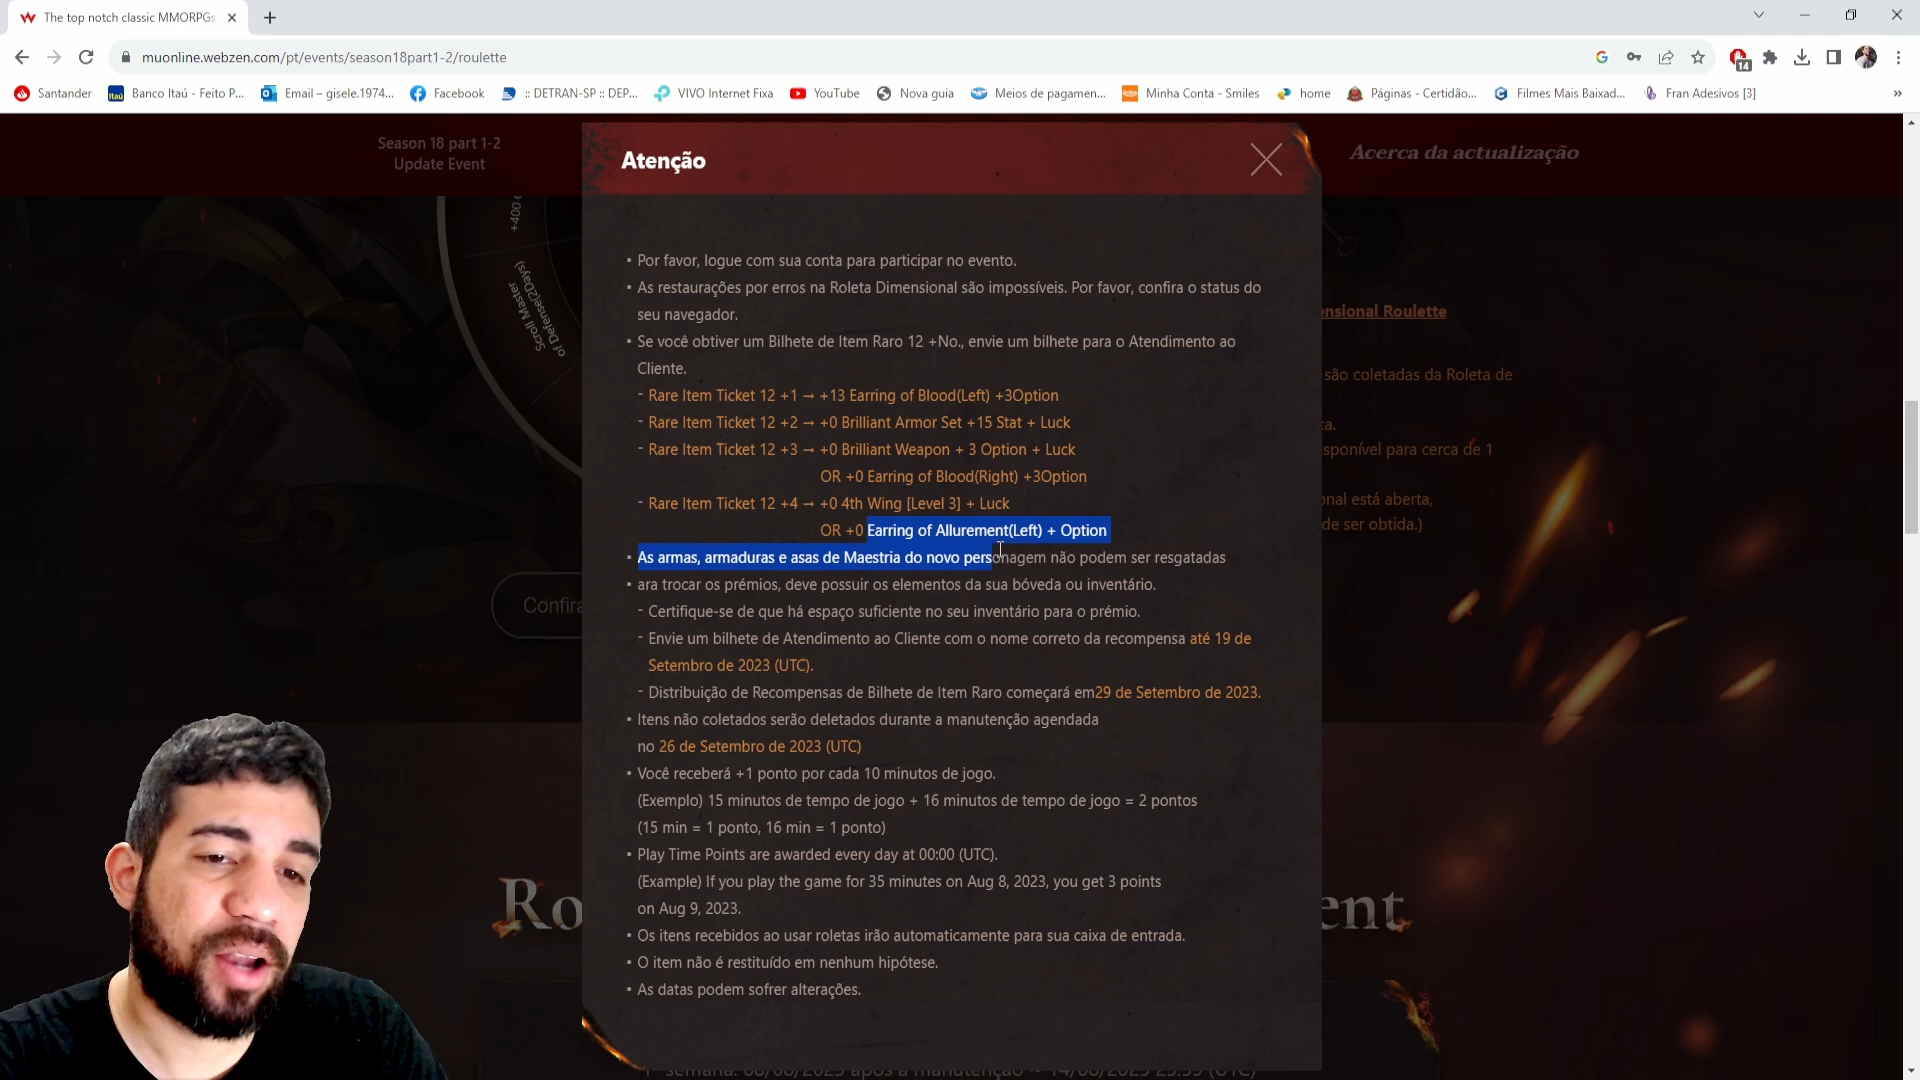 The top notch classic MMORPGs
muonline.webzen.com/pt/events/season18part1-2/roulette
14
Santander
Banco Itaú - Feito P...
Email – gisele.1974...
Facebook
:: DETRAN-SP :: DEP...
VIVO Internet Fixa
YouTube
Nova guia
Meios de pagamen...
Minha Conta - Smiles
home
Páginas - Certidão...
Filmes Mais Baixad...
Fran Adesivos [3]
Season 18 part 1-2
Update Event
Atenção
Acerca da actualização
+400
Scroll Master
of Defense(2Days)
▪ Por favor, logue com sua conta para participar no evento.
▪ As restaurações por erros na Roleta Dimensional são impossíveis. Por favor, confira o status do
seu navegador.
▪ Se você obtiver um Bilhete de Item Raro 12 +No., envie um bilhete para o Atendimento ao
Cliente.
- Rare Item Ticket 12 +1 → +13 Earring of Blood(Left) +3Option
- Rare Item Ticket 12 +2 → +0 Brilliant Armor Set +15 Stat + Luck
- Rare Item Ticket 12 +3 → +0 Brilliant Weapon + 3 Option + Luck
OR +0 Earring of Blood(Right) +3Option
- Rare Item Ticket 12 +4 → +0 4th Wing [Level 3] + Luck
OR +0 Earring of Allurement(Left) + Option
▪ As armas, armaduras e asas de Maestria do novo personagem não podem ser resgatadas
▪ ara trocar os prémios, deve possuir os elementos da sua bóveda ou inventário.
- Certifique-se de que há espaço suficiente no seu inventário para o prémio.
- Envie um bilhete de Atendimento ao Cliente com o nome correto da recompensa até 19 de
Setembro de 2023 (UTC).
- Distribuição de Recompensas de Bilhete de Item Raro começará em29 de Setembro de 2023.
▪ Itens não coletados serão deletados durante a manutenção agendada
no 26 de Setembro de 2023 (UTC)
▪ Você receberá +1 ponto por cada 10 minutos de jogo.
(Exemplo) 15 minutos de tempo de jogo + 16 minutos de tempo de jogo = 2 pontos
(15 min = 1 ponto, 16 min = 1 ponto)
▪ Play Time Points are awarded every day at 00:00 (UTC).
(Example) If you play the game for 35 minutes on Aug 8, 2023, you get 3 points
on Aug 9, 2023.
▪ Os itens recebidos ao usar roletas irão automaticamente para sua caixa de entrada.
▪ O item não é restituído em nenhum hipótese.
▪ As datas podem sofrer alterações.
nsional Roulette
são coletadas da Roleta de
ta.
sponível para cerca de 1
nal está aberta,
de ser obtida.)
Confira
Ro
ent
1ª semana: 08/08/2023 após a manutenção ~ 14/08/2023 23:59 (UTC)